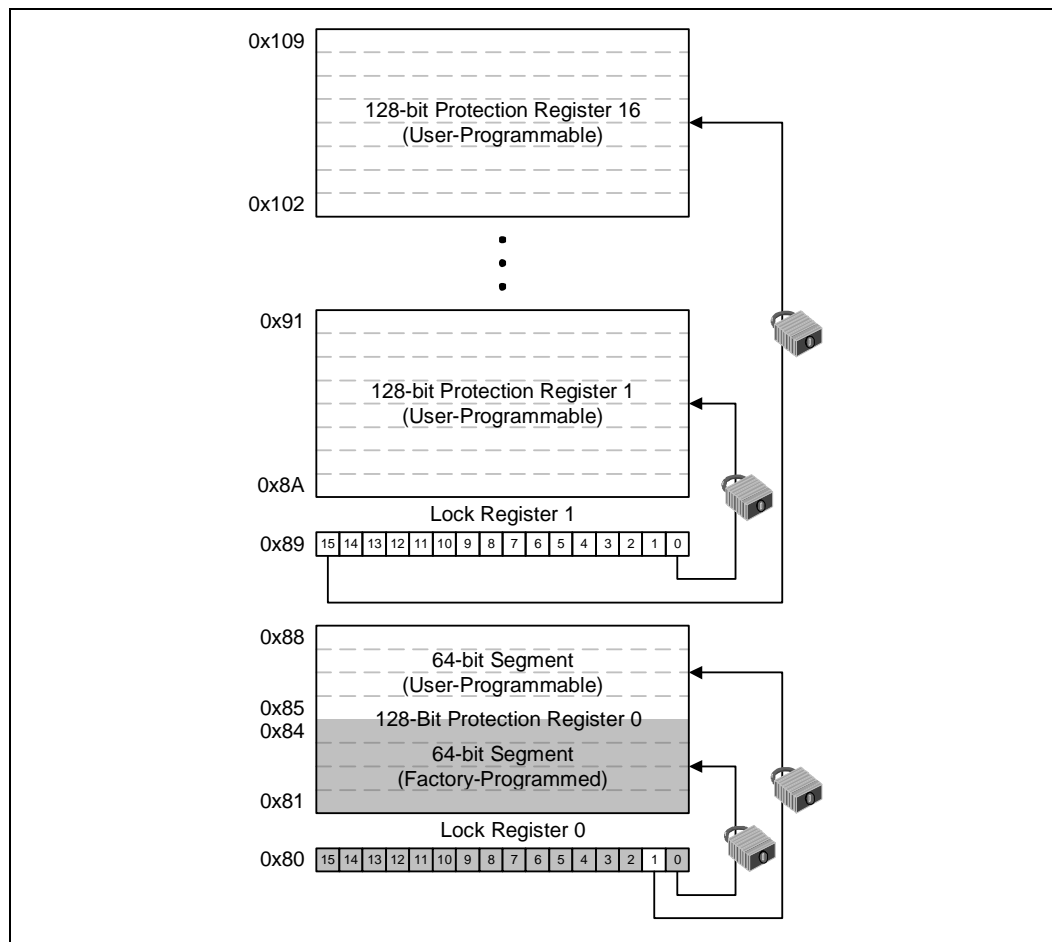 0x109
128-bit Protection Register 16
(User-Programmable)
0x102
0x91
128-bit Protection Register 1
(User-Programmable)
0x8A
Lock Register 1
0x89 15 14 13 12 11 10 9 8 7 6 5 4 3 2 1 0
0x88
64-bit Segment
(User-Programmable)
0x85
128-Bit Protection Register 0
0x84
64-bit Segment
(Factory-Programmed)
0x81
Lock Register 0
0x80 15 14 13 12 11 10 9 8 7 6 5 4 3 2 1 0